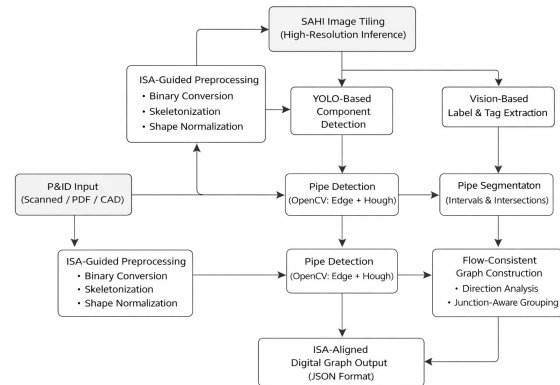 SAHI Image Tiling
(High-Resolution Inference)
ISA-Guided Preprocessing
• Binary Conversion
• Skeletonization
• Shape Normalization
YOLO-Based
Component
Detection
Vision-Based
Label & Tag Extraction
P&ID Input
(Scanned / PDF / CAD)
Pipe Detection
(OpenCV: Edge + Hough)
Pipe Segmentaton
(Intervals & Intersections)
ISA-Guided Preprocessing
• Binary Conversion
• Skeletonization
• Shape Normalization
Pipe Detection
(OpenCV: Edge + Hough)
Flow-Consistent
Graph Construction
• Direction Analysis
• Junction-Aware Grouping
ISA-Aligned
Digital Graph Output
(JSON Format)